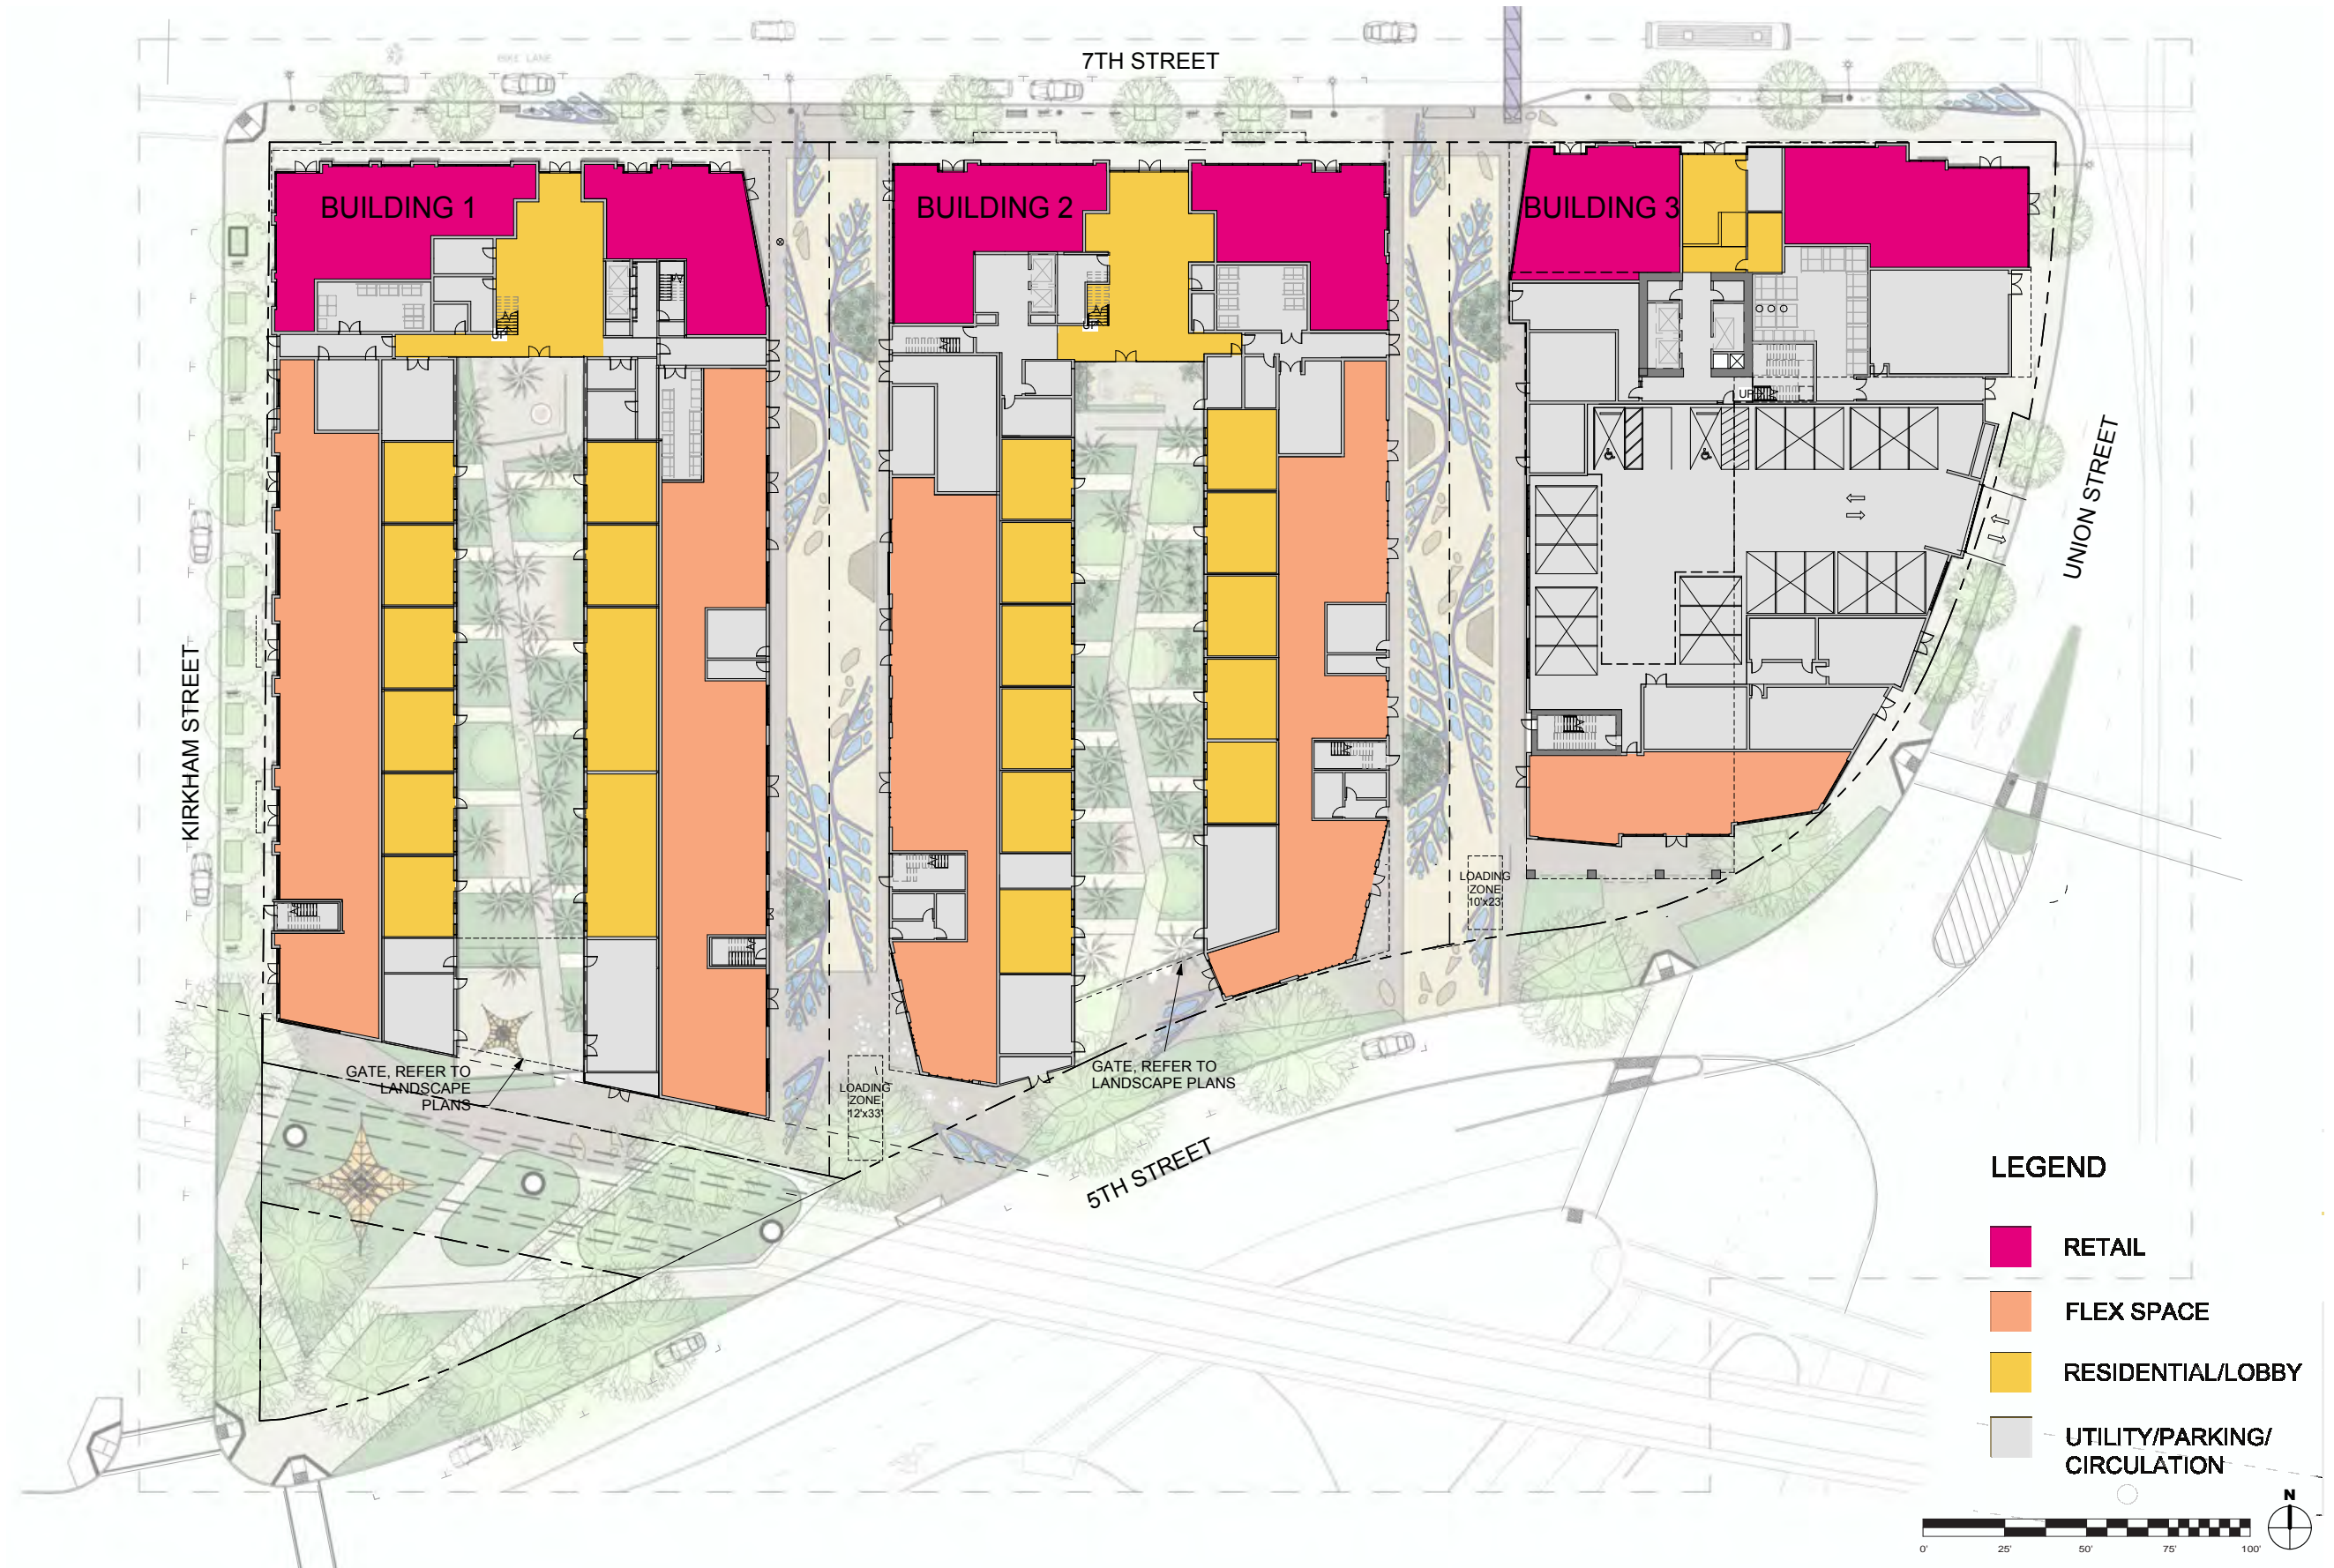 BIKE LANE
7TH STREET
BUILDING 1
BUILDING 2
BUILDING 3
UP
UP
UP
UNION STREET
KIRKHAM STREET
LOADING
ZONE
10'x23'
GATE, REFER TO
LANDSCAPE
PLANS
LOADING
ZONE
12'x33'
GATE, REFER TO
LANDSCAPE PLANS
5TH STREET
LEGEND
RETAIL
FLEX SPACE
RESIDENTIAL/LOBBY
UTILITY/PARKING/
CIRCULATION
N
0' 25' 50' 75' 100'